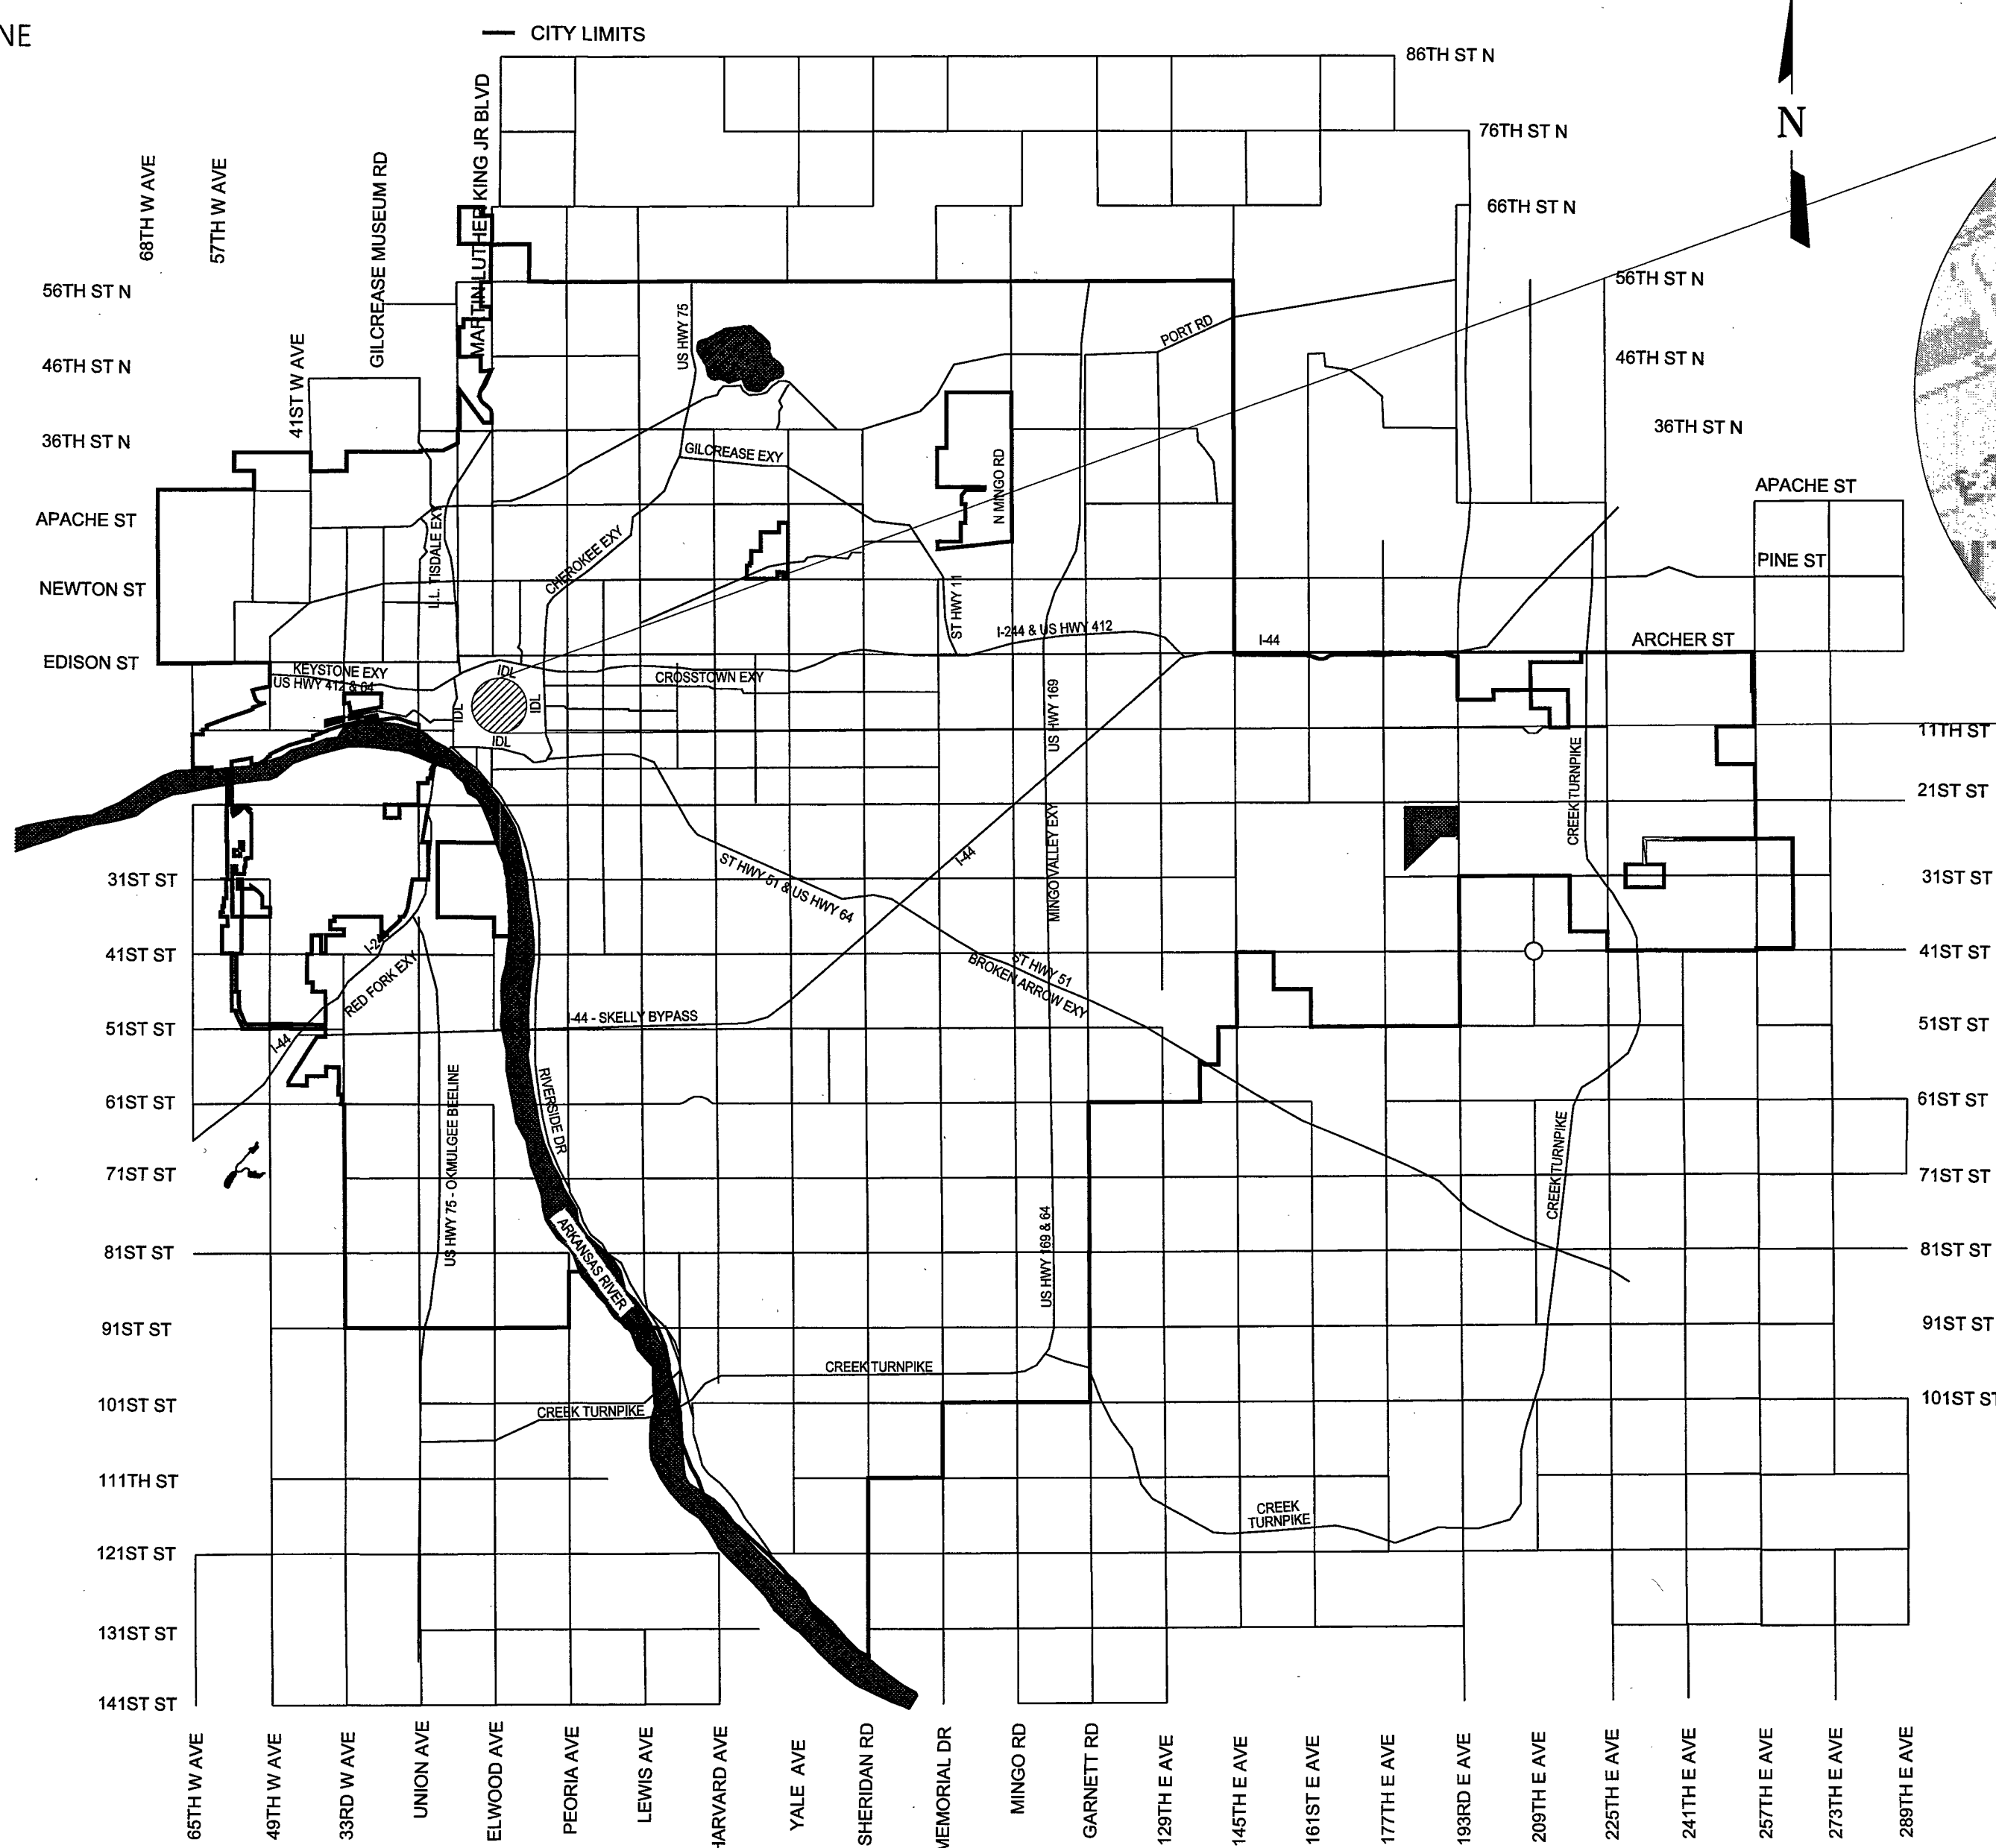 NE
CITY LIMITS
86TH ST N
76TH ST N
66TH ST N
N
68TH W AVE
57TH W AVE
41ST W AVE
GILCREASE MUSEUM RD
MARTIN LUTHER KING JR BLVD
56TH ST N
56TH ST N
46TH ST N
46TH ST N
36TH ST N
36TH ST N
US HWY 75
PORT RD
GILCREASE EXY
N MINGO RD
APACHE ST
APACHE ST
L.L. TISDALE EXY
CHEROKEE EXY
PINE ST
NEWTON ST
ST HWY 11
I-244 & US HWY 412
I-44
ARCHER ST
EDISON ST
KEYSTONE EXY
US HWY 412 & 64
IDL
IDL
IDL
IDL
CROSSTOWN EXY
US HWY 169
11TH ST
CREEK TURNPIKE
21ST ST
MINGO VALLEY EXY
I-44
ST HWY 51 & US HWY 64
31ST ST
31ST ST
41ST ST
41ST ST
RED FORK EXY
ST HWY 51
BROKEN ARROW EXY
I-44 - SKELLY BYPASS
51ST ST
51ST ST
I-44
US HWY 75 - OKMULGEE BEELINE
RIVERSIDE DR
61ST ST
61ST ST
CREEK TURNPIKE
71ST ST
71ST ST
ARKANSAS RIVER
US HWY 169 & 64
81ST ST
81ST ST
91ST ST
91ST ST
CREEK TURNPIKE
101ST ST
101ST ST
CREEK TURNPIKE
111TH ST
CREEK
TURNPIKE
121ST ST
131ST ST
141ST ST
65TH W AVE
49TH W AVE
33RD W AVE
UNION AVE
ELWOOD AVE
PEORIA AVE
LEWIS AVE
HARVARD AVE
YALE AVE
SHERIDAN RD
MEMORIAL DR
MINGO RD
GARNETT RD
129TH E AVE
145TH E AVE
161ST E AVE
177TH E AVE
193RD E AVE
209TH E AVE
225TH E AVE
241TH E AVE
257TH E AVE
273TH E AVE
289TH E AVE